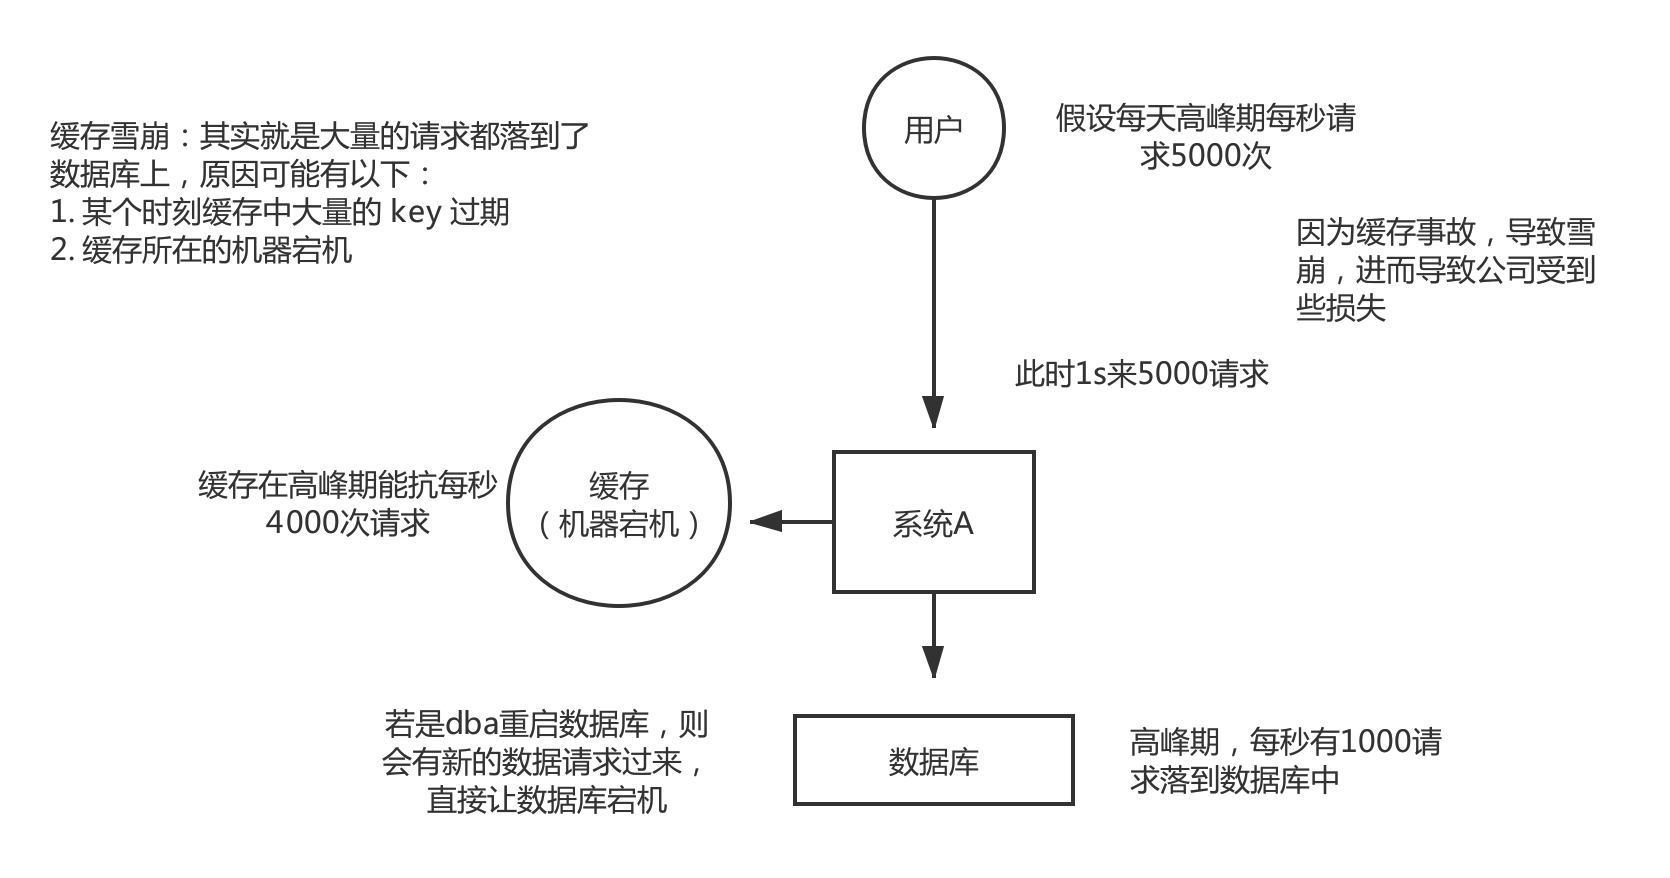 缓存雪崩：其实就是大量的请求都落到了
数据库上，原因可能有以下：
1. 某个时刻缓存中大量的 key 过期
2. 缓存所在的机器宕机
用户
假设每天高峰期每秒请
求5000次
因为缓存事故，导致雪
崩，进而导致公司受到
些损失
此时1s来5000请求
缓存在高峰期能抗每秒
4000次请求
缓存
（机器宕机）
系统A
若是dba重启数据库，则
会有新的数据请求过来，
直接让数据库宕机
数据库
高峰期，每秒有1000请
求落到数据库中